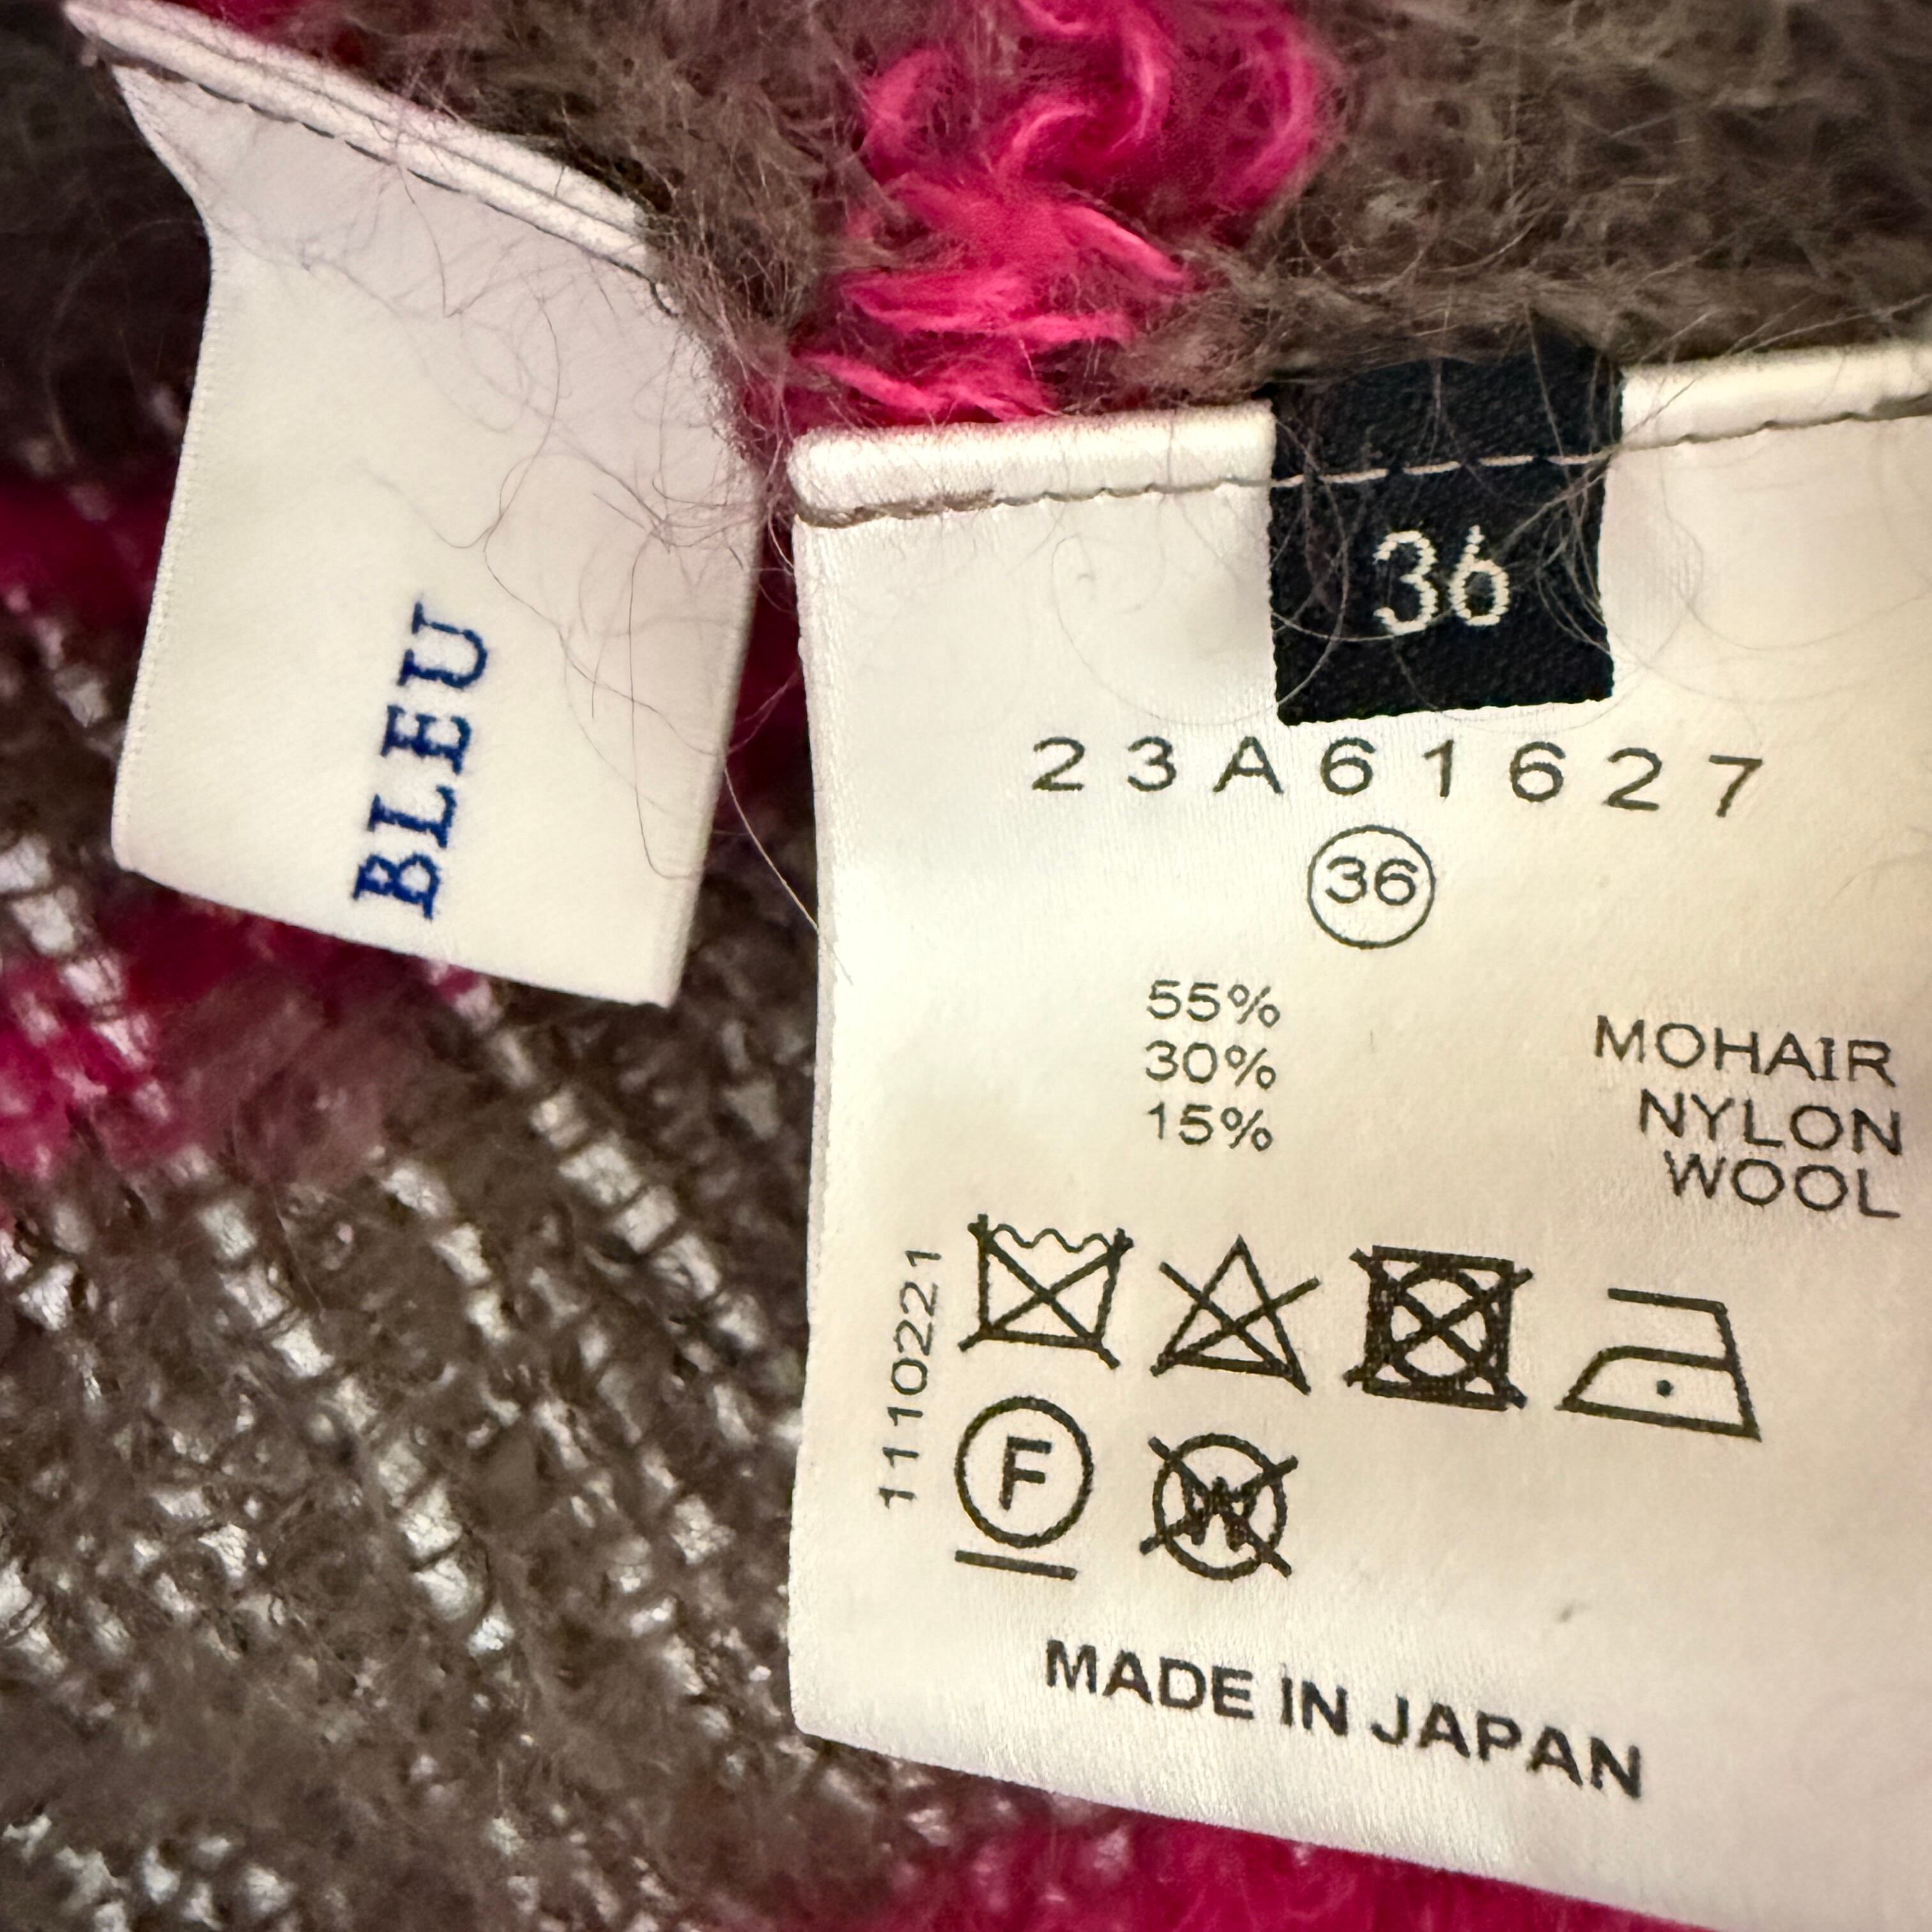 BLEU
36
23A61627
36
55%
30%
15%
MOHAIR
NYLON
WOOL
1110221
F
W
MADE IN JAPAN